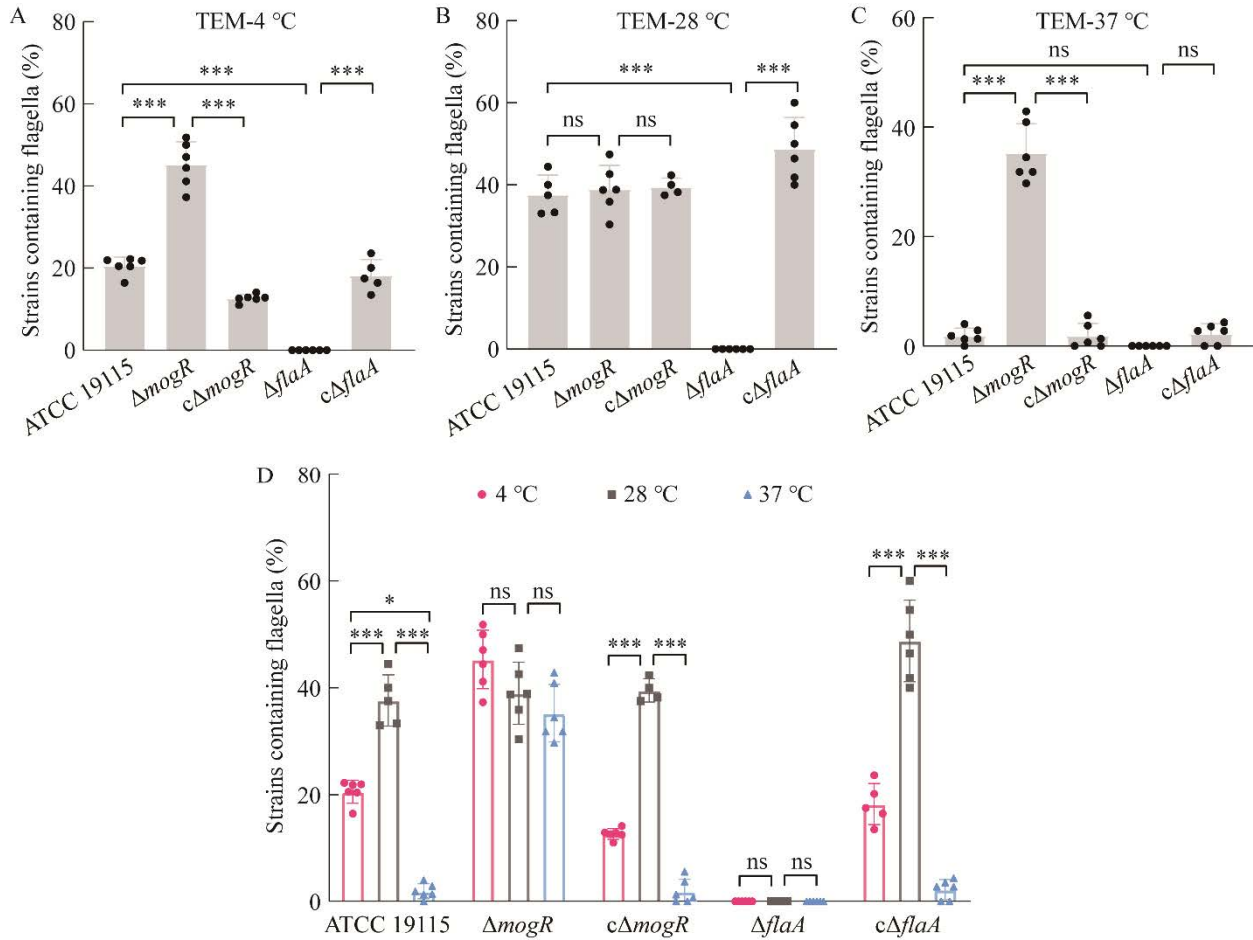 A
TEM-4 °C
Strains containing flagella (%)
80
60
40
20
0
***
***
***
***
ATCC 19115
ΔmogR
cΔmogR
ΔflaA
cΔflaA
B
TEM-28 °C
Strains containing flagella (%)
80
60
40
20
0
***
***
ns
ns
ATCC 19115
ΔmogR
cΔmogR
ΔflaA
cΔflaA
C
TEM-37 °C
Strains containing flagella (%)
60
40
20
0
ns
ns
***
***
ATCC 19115
ΔmogR
cΔmogR
ΔflaA
cΔflaA
D
4 °C
28 °C
37 °C
Strains containing flagella (%)
80
60
40
20
0
*
***
***
ns
ns
***
***
ns
ns
***
***
ATCC 19115
ΔmogR
cΔmogR
ΔflaA
cΔflaA